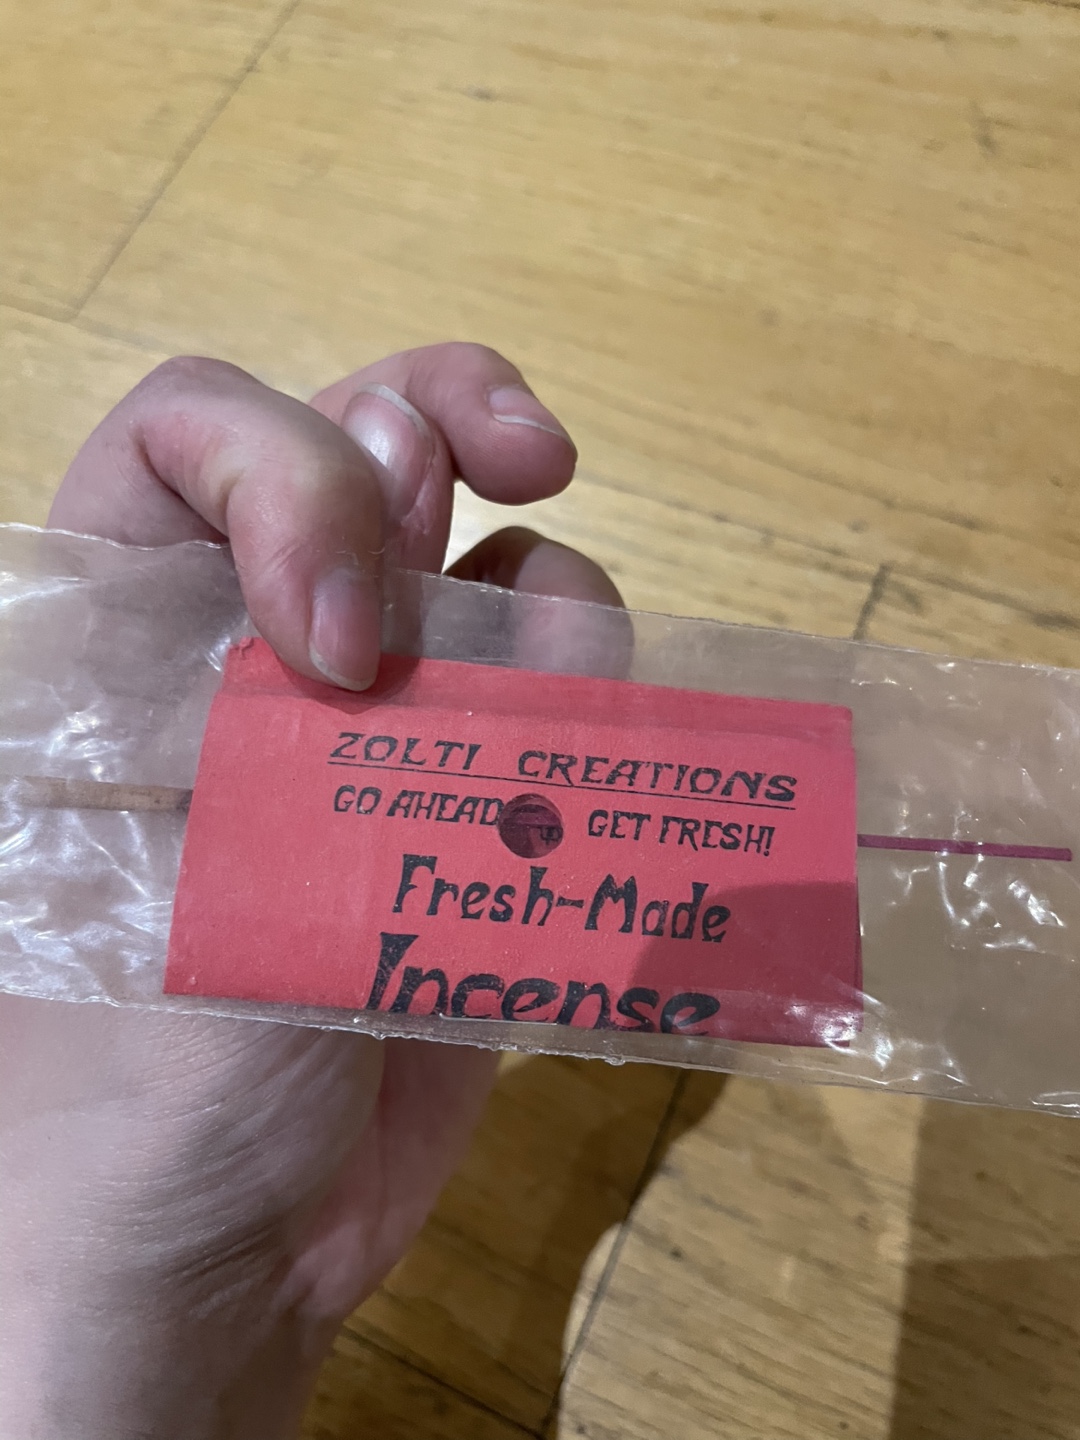 ZOLTI CREATIONS
GO AHEAD GET FRESH!
Fresh-Made
Incense